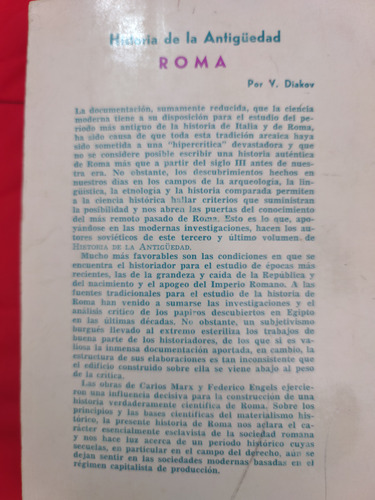 Historia de la Antigüedad
ROMA
Por V. Diakov
La documentación, sumamente reducida, que la ciencia
moderna tiene a su disposición para el estudio del pe-
ríodo más antiguo de la historia de Italia y de Roma,
ha sido causa de que toda esta tradición arcaica haya
sido sometida a una "hipercrítica" devastadora y que
no se considere posible escribir una historia auténtica
de Roma más que a partir del siglo III antes de nues-
tra era. No obstante, los descubrimientos hechos en
nuestros días en los campos de la arqueología, la lin-
güística, la etnología y la historia comparada permiten
a la ciencia histórica hallar criterios que suministran
la posibilidad y nos abren las puertas del conocimiento
del más remoto pasado de Roma. Esto es lo que, apo-
yándose en las modernas investigaciones, hacen los au-
tores soviéticos de este tercero y último volumen de
HISTORIA DE LA ANTIGÜEDAD.
Mucho más favorables son las condiciones en que se
encuentra el historiador para el estudio de épocas más
recientes, las de la grandeza y caída de la República y
del nacimiento y el apogeo del Imperio Romano. A las
fuentes tradicionales para el estudio de la historia de
Roma han venido a sumarse las investigaciones y el
análisis crítico de los papiros descubiertos en Egipto
en las últimas décadas. No obstante, un subjetivismo
burgués llevado al extremo esteriliza los trabajos de
buena parte de los historiadores, de los que si es va-
liosa la inmensa documentación aportada, en cambio, la
estructura de sus elaboraciones es tan inconsistente que
el edificio construido sobre ella se viene abajo al peso
de la crítica.
Las obras de Carlos Marx y Federico Engels ejercie-
ron una influencia decisiva para la construcción de una
historia verdaderamente científica de Roma. Sobre los
principios y las bases científicas del materialismo his-
tórico, la presente historia de Roma nos aclara el ca-
rácter esencialmente esclavista de la sociedad romana
y nos hace luz acerca de un período histórico cuyas
secuelas, en particular en el campo del derecho, aún se
dejan sentir en las sociedades modernas basadas en el
régimen capitalista de producción.